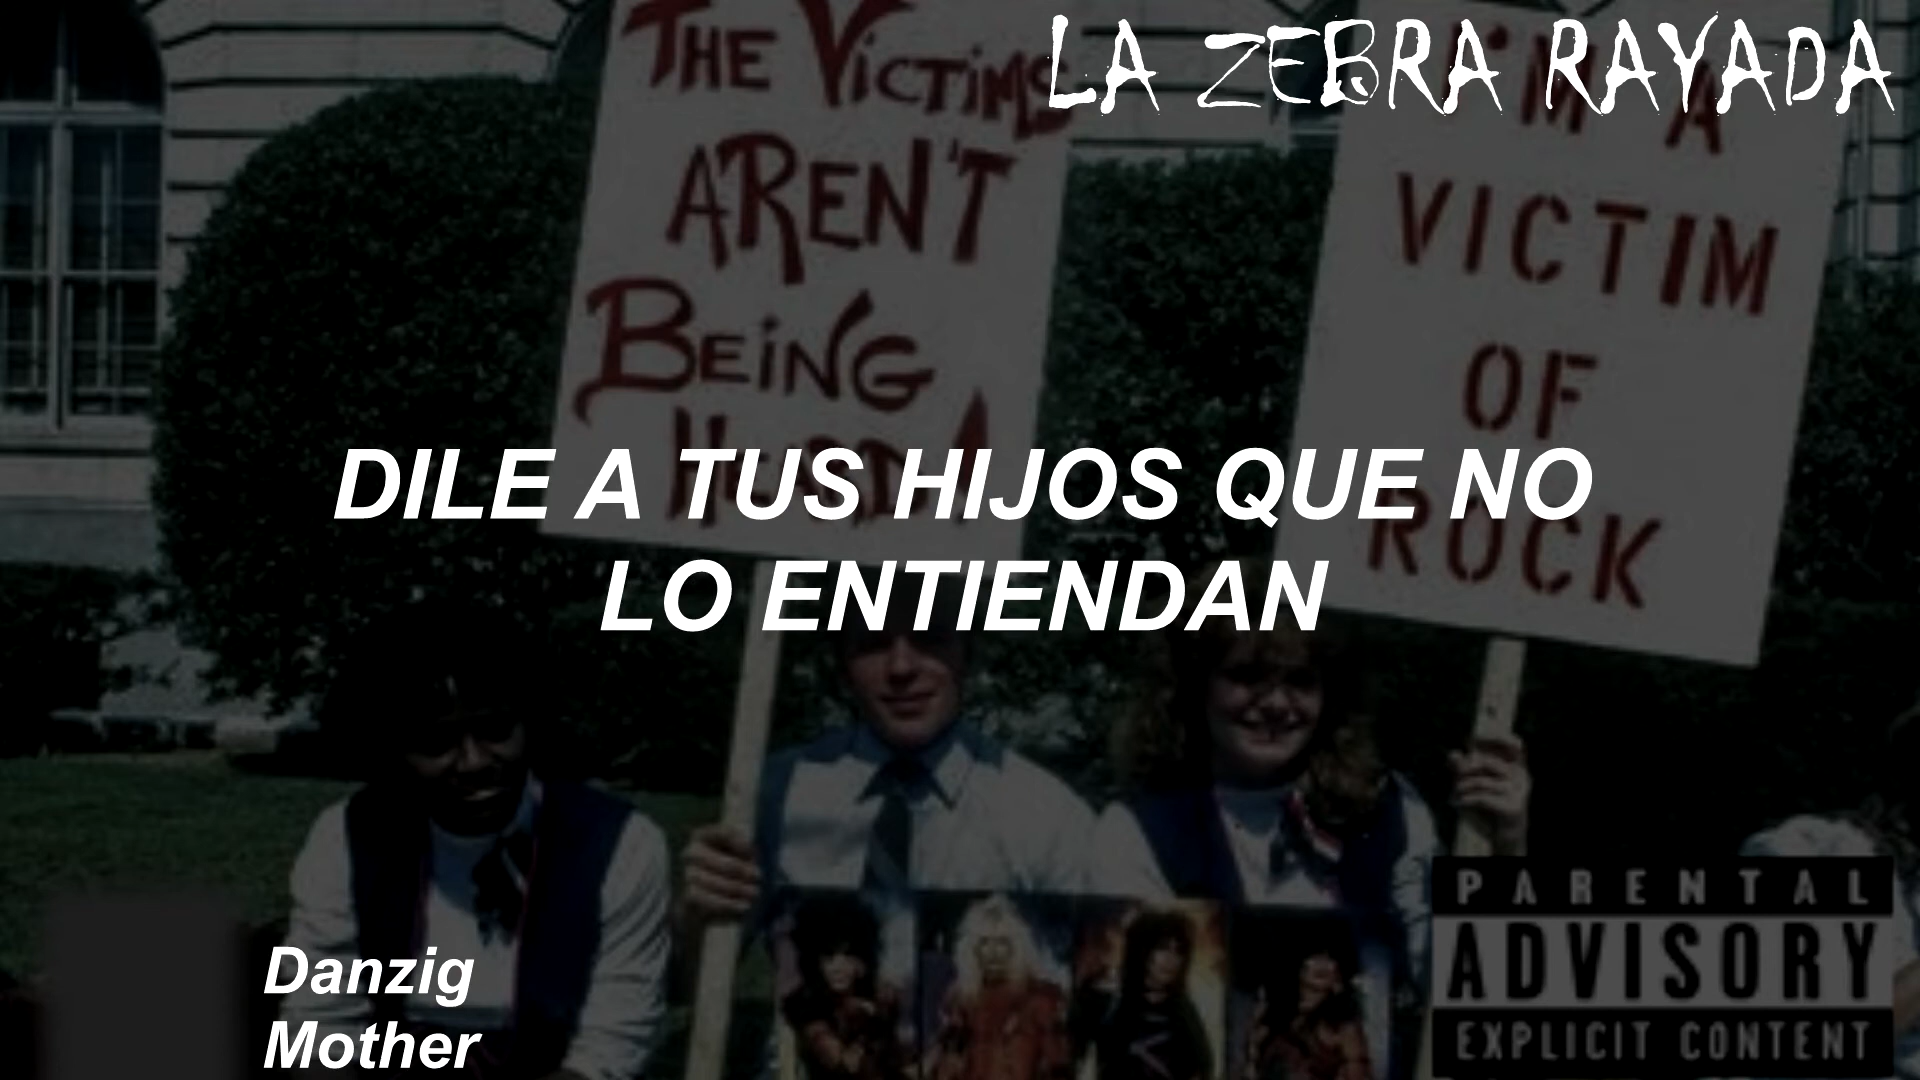 LA ZEBRA RAYADA
THE VICTIMS
AREN'T
BEING
HEARD!
I'M A
VICTIM
OF
ROCK
DILE A TUS HIJOS QUE NO
LO ENTIENDAN
Danzig
Mother
PARENTAL
ADVISORY
EXPLICIT CONTENT